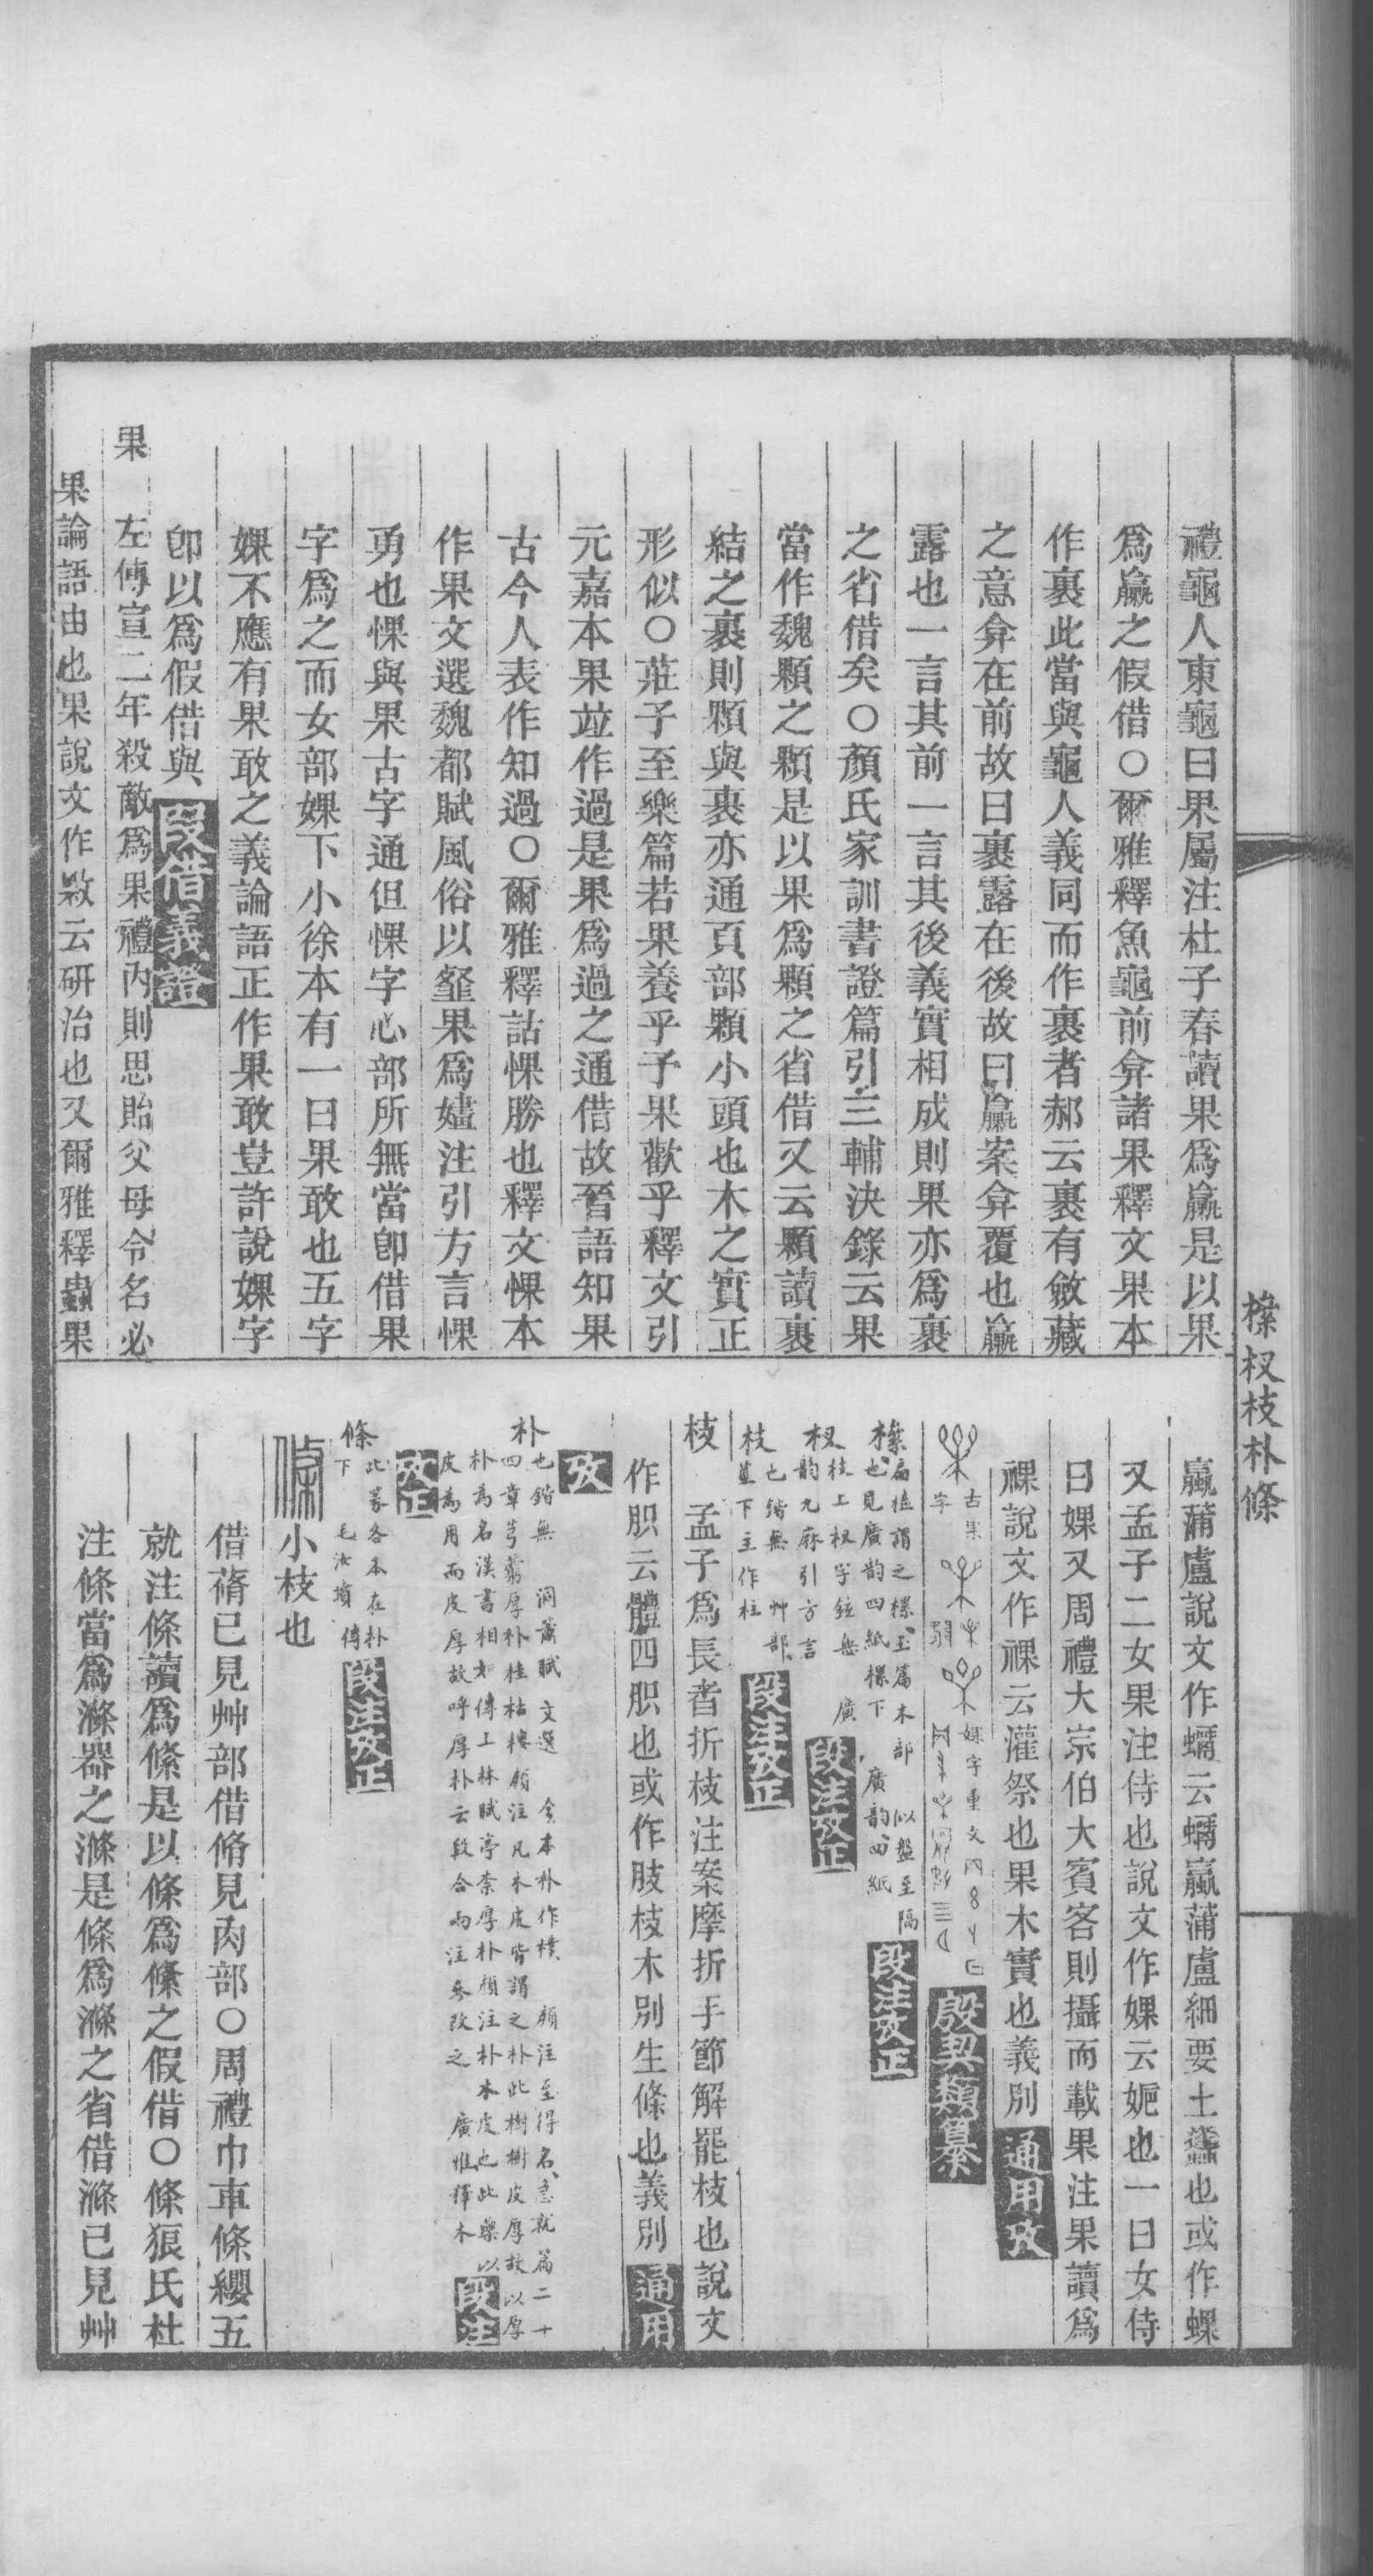 禮龜人東龜曰果屬注杜子春讀果爲臝是以果
爲臝之假借○爾雅釋魚龜前弇諸果釋文果本
作裹此當與龜人義同而作裹者郝云裹有斂藏
之意弇在前故曰裹露在後故曰臝案弇覆也臝
露也一言其前一言其後義實相成則果亦爲裹
之省借矣○顏氏家訓書證篇引三輔決錄云果
當作魏顆之顆是以果爲顆之省借又云顆讀裹
結之裹則顆與裹亦通頁部顆小頭也木之實正
形似○莊子至樂篇若果養乎予果歡乎釋文引
元嘉本果竝作過是果爲過之通借故晉語知果
古今人表作知過○爾雅釋詁惈勝也釋文惈本
作果文選魏都賦風俗以韰果爲嫿注引方言惈
勇也惈與果古字通但惈字心部所無當卽借果
字爲之而女部婐下小徐本有一曰果敢也五字
婐不應有果敢之義論語正作果敢豈許說婐字
卽以爲假借與 叚借義證
果 左傳宣二年殺敵爲果禮內則思貽父母令名必
果論語由也果說文作敤云研治也又爾雅釋蟲果
臝蒲盧說文作蠣云蠣臝蒲盧細要土蠭也或作蜾
又孟子二女果注侍也說文作婐云妮也一曰女侍
曰婐又周禮大宗伯大賓客則攝而載果注果讀爲
祼說文作祼云灌祭也果木實也義別 通用攷
古果字 婐字重文 殷契類纂
橤 扁榼謂之椑玉篇木部 似盤至隔
也見廣韵四紙橤下 廣韵四紙 段注攷正
杈 枝上杈字鉉無 廣
韵九麻引方言 段注攷正
枝 也鍇無艸部
下主作柱 段注攷正
枝 孟子爲長者折枝注案摩折手節解罷枝也說文
作胑云體四胑也或作肢枝木別生條也義別 通用
攷
朴 也鍇無 洞簫賦 文選 今本朴作樸 顏注至得名急就篇二十
四章芎藭厚朴桂栝樓顏注凡木皮皆謂之朴此樹樹皮厚故以厚
朴爲名漢書相如傳上林賦亭柰厚朴顏注朴木皮也此藥以
皮爲用而皮厚故呼厚朴云段合兩注參改之 廣雅釋木 段注
攷正
條 此篆各本在朴
下 毛汝墳傳 段注攷正
條 小枝也
借蓨已見艸部借脩見肉部○周禮巾車條纓五
就注條讀爲絛是以條爲絛之假借○條狼氏杜
注條當爲滌器之滌是條爲滌之省借滌已見艸
橤杈枝朴條